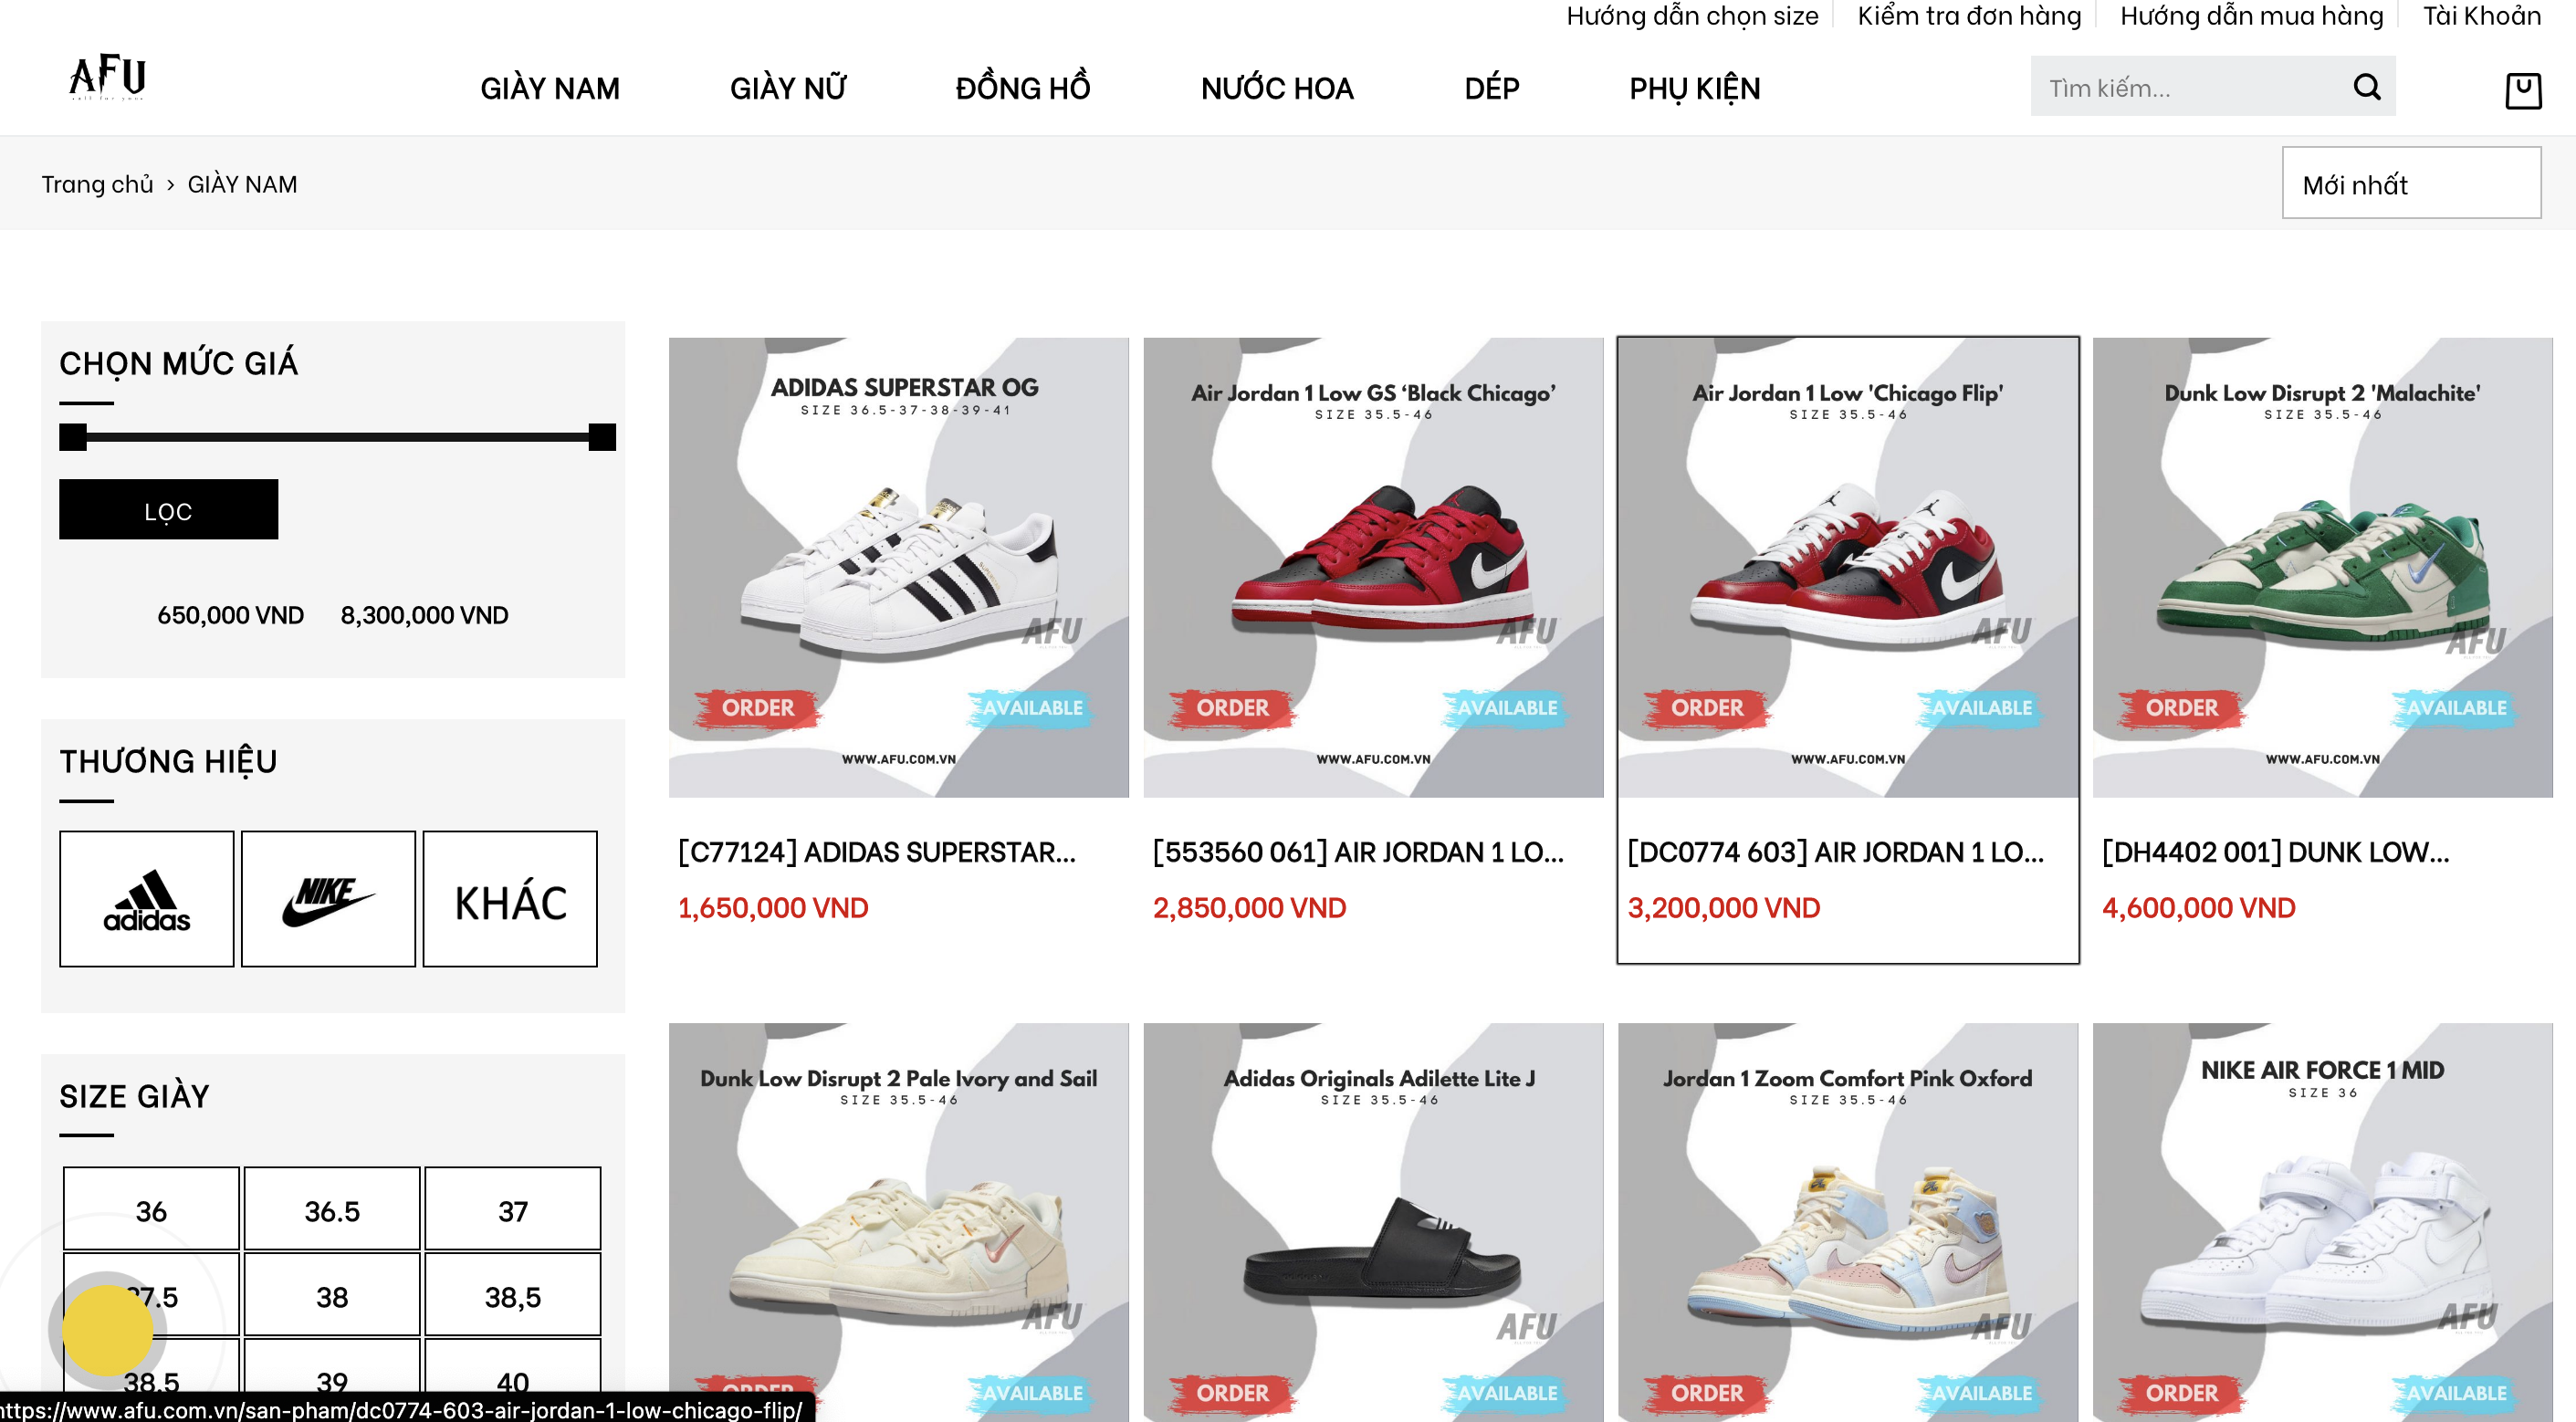 Hướng dẫn chọn size
Kiểm tra đơn hàng
Hướng dẫn mua hàng
Tài Khoản
AFU
GIÀY NAM
GIÀY NỮ
ĐỒNG HỒ
NƯỚC HOA
DÉP
PHỤ KIỆN
Tìm kiếm...
Trang chủ › GIÀY NAM
Mới nhất
CHỌN MỨC GIÁ
LỌC
650,000 VND
8,300,000 VND
THƯƠNG HIỆU
adidas
NIKE
KHÁC
SIZE GIÀY
36
36.5
37
37.5
38
38,5
38.5
39
40
ADIDAS SUPERSTAR OG
SIZE 36.5-37-38-39-41
AFU
ORDER
AVAILABLE
WWW.AFU.COM.VN
[C77124] ADIDAS SUPERSTAR...
1,650,000 VND
Air Jordan 1 Low GS ‘Black Chicago’
SIZE 35.5-46
AFU
ORDER
AVAILABLE
WWW.AFU.COM.VN
[553560 061] AIR JORDAN 1 LO...
2,850,000 VND
Air Jordan 1 Low 'Chicago Flip'
SIZE 35.5-46
AFU
ORDER
AVAILABLE
WWW.AFU.COM.VN
[DC0774 603] AIR JORDAN 1 LO...
3,200,000 VND
Dunk Low Disrupt 2 'Malachite'
SIZE 35.5-46
AFU
ORDER
AVAILABLE
WWW.AFU.COM.VN
[DH4402 001] DUNK LOW...
4,600,000 VND
Dunk Low Disrupt 2 Pale Ivory and Sail
SIZE 35.5-46
AFU
ORDER
AVAILABLE
Adidas Originals Adilette Lite J
SIZE 35.5-46
AFU
ORDER
AVAILABLE
Jordan 1 Zoom Comfort Pink Oxford
SIZE 35.5-46
AFU
ORDER
AVAILABLE
NIKE AIR FORCE 1 MID
SIZE 36
AFU
ORDER
AVAILABLE
https://www.afu.com.vn/san-pham/dc0774-603-air-jordan-1-low-chicago-flip/